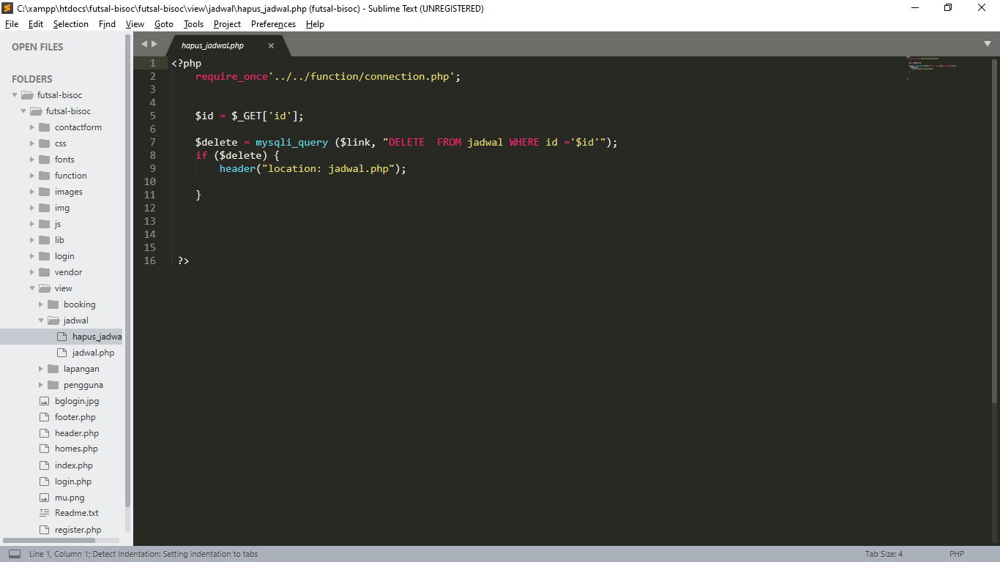 C:\xampp\htdocs\futsal-bisoc\futsal-bisoc\view\jadwal\hapus_jadwal.php (futsal-bisoc) - Sublime Text (UNREGISTERED)
File Edit Selection Find View Goto Tools Project Preferences Help
OPEN FILES
FOLDERS
futsal-bisoc
futsal-bisoc
contactform
css
fonts
function
images
img
js
lib
login
vendor
view
booking
jadwal
hapus_jadwa
jadwal.php
lapangan
pengguna
bglogin.jpg
footer.php
header.php
homes.php
index.php
login.php
mu.png
Readme.txt
register.php
hapus_jadwal.php
1 <?php
2 require_once'../../function/connection.php';
3
4
5 $id = $_GET['id'];
6
7 $delete = mysqli_query ($link, "DELETE  FROM jadwal WHERE id ='$id'");
8 if ($delete) {
9 header("location: jadwal.php");
10
11 }
12
13
14
15
16 ?>
Line 1, Column 1; Detect Indentation: Setting indentation to tabs
Tab Size: 4
PHP